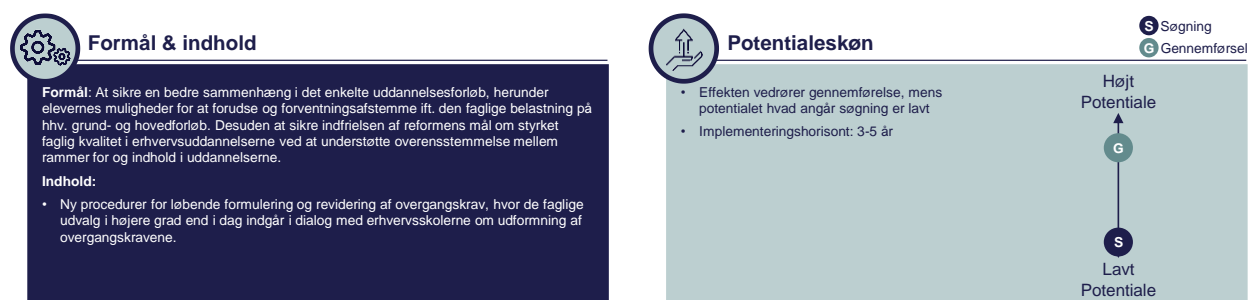 Formål & indhold
Formål: At sikre en bedre sammenhæng i det enkelte uddannelsesforløb, herunder
elevernes muligheder for at forudse og forventningsafstemme ift. den faglige belastning på
hhv. grund- og hovedforløb. Desuden at sikre indfrielsen af reformens mål om styrket
faglig kvalitet i erhvervsuddannelserne ved at understøtte overensstemmelse mellem
rammer for og indhold i uddannelserne.
Indhold:
• Ny procedurer for løbende formulering og revidering af overgangskrav, hvor de faglige
udvalg i højere grad end i dag indgår i dialog med erhvervsskolerne om udformning af
overgangskravene.
Potentialeskøn
S Søgning
G Gennemførsel
• Effekten vedrører gennemførelse, mens
potentialet hvad angår søgning er lavt
• Implementeringshorisont: 3-5 år
Højt
Potentiale
G
S
Lavt
Potentiale